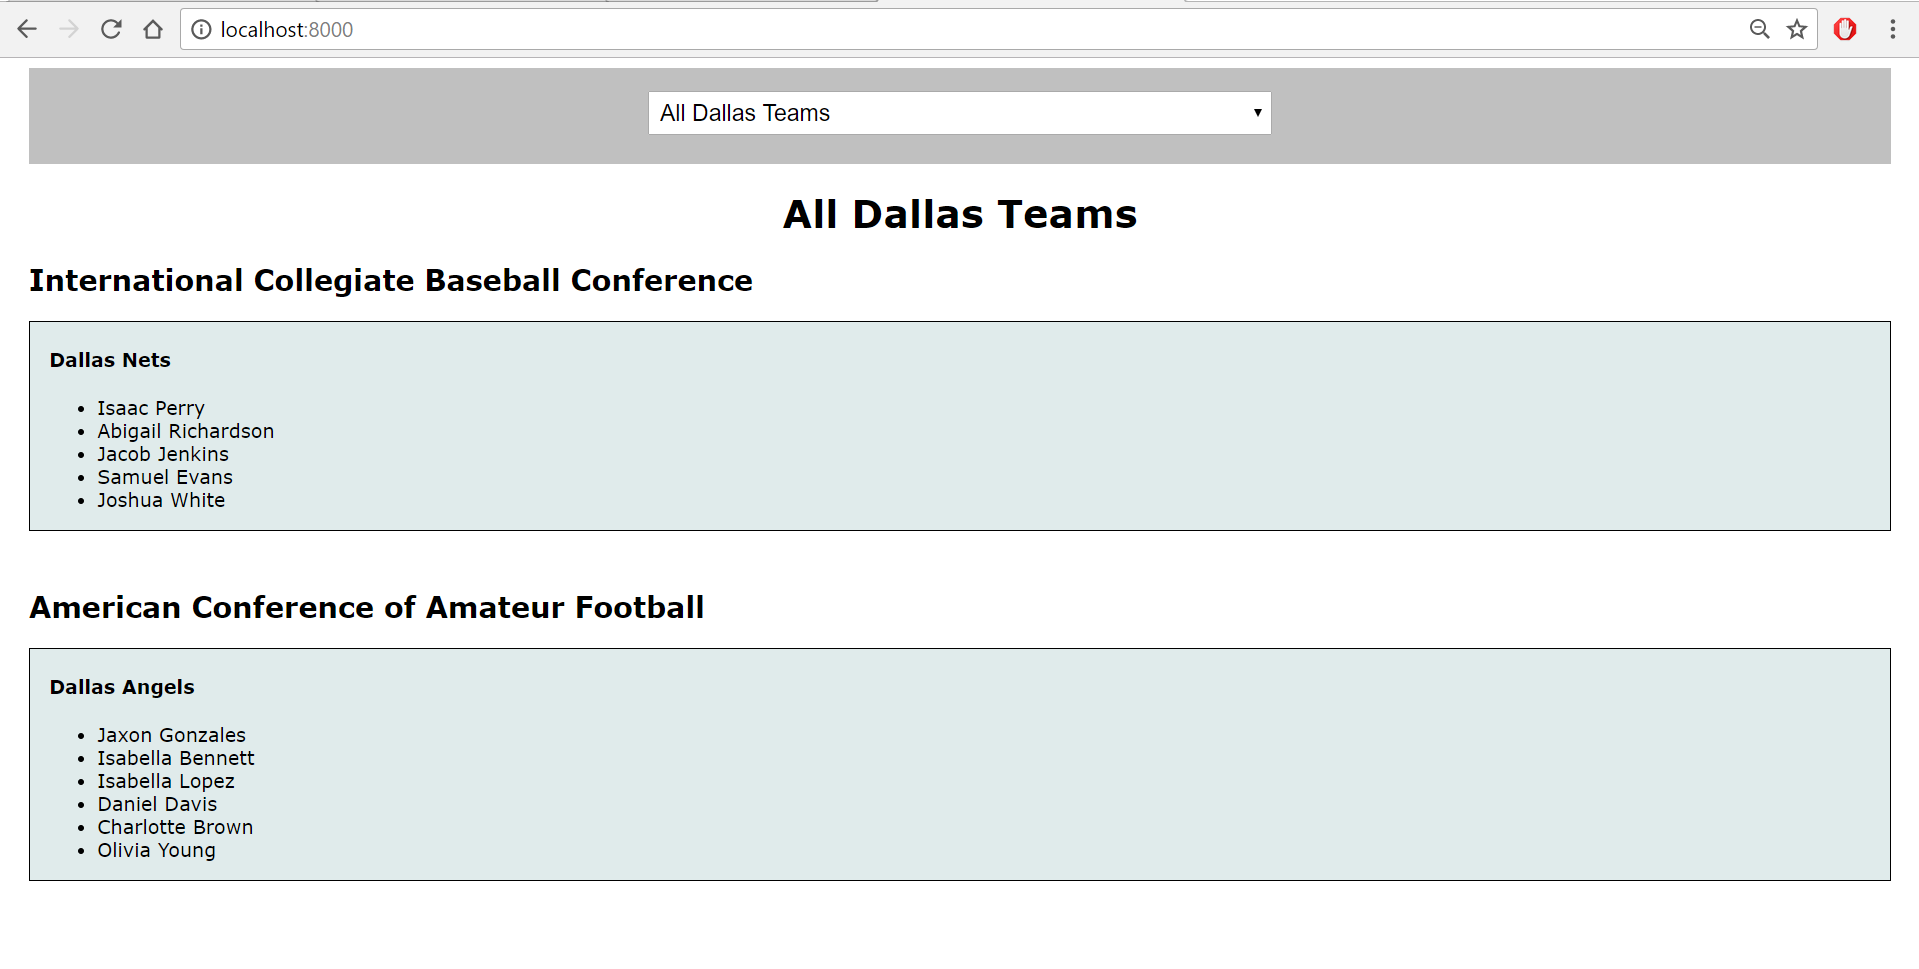 localhost:8000
All Dallas Teams
All Dallas Teams
International Collegiate Baseball Conference
Dallas Nets
Isaac Perry
Abigail Richardson
Jacob Jenkins
Samuel Evans
Joshua White
American Conference of Amateur Football
Dallas Angels
Jaxon Gonzales
Isabella Bennett
Isabella Lopez
Daniel Davis
Charlotte Brown
Olivia Young